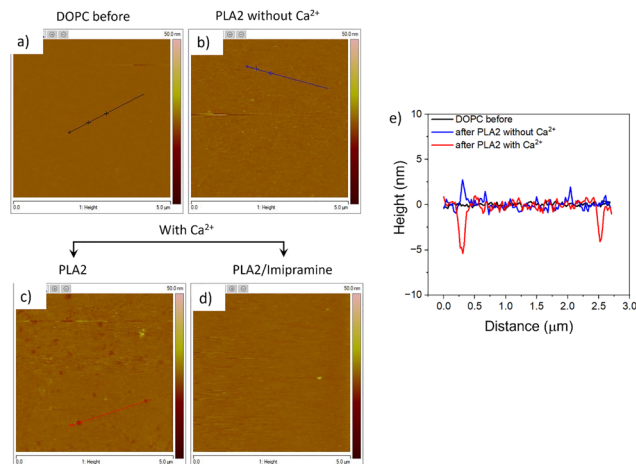 DOPC before
PLA2 without Ca²⁺
a)
b)
50.0 nm
50.0 nm
0.0
1: Height
5.0 µm
0.0
1: Height
5.0 µm
With Ca²⁺
PLA2
PLA2/Imipramine
c)
d)
50.0 nm
50.0 nm
0.0
1: Height
5.0 µm
0.0
1: Height
5.0 µm
e)
DOPC before
after PLA2 without Ca²⁺
after PLA2 with Ca²⁺
Height (nm)
10
5
0
−5
−10
0.0 0.5 1.0 1.5 2.0 2.5 3.0
Distance (µm)